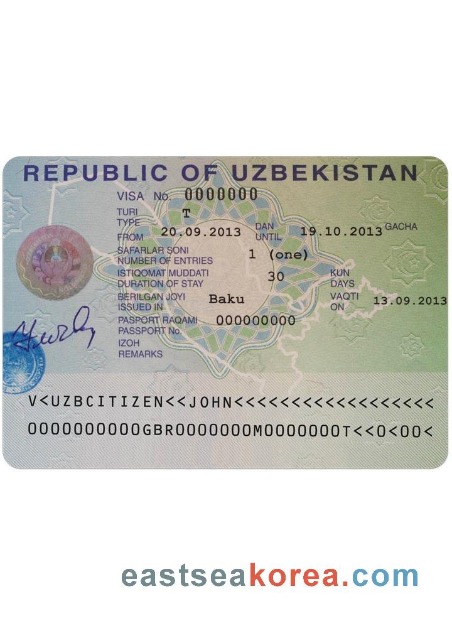 REPUBLIC OF UZBEKISTAN
VISA No. 0000000
TURI
TYPE T
FROM 20.09.2013 DAN UNTIL 19.10.2013 GACHA
SAFARLAR SONI
NUMBER OF ENTRIES 1 (one)
ISTIQOMAT MUDDATI
DURATION OF STAY 30 KUN DAYS
BERILGAN JOYI
ISSUED IN Baku VAQTI ON 13.09.2013
PASPORT RAQAMI
PASSPORT No. 000000000
IZOH
REMARKS
V<UZBCITIZEN<<JOHN<<<<<<<<<<<<<<<<<<
0000000000GBR0000000M0000000T<<0<00<
eastseakorea.com